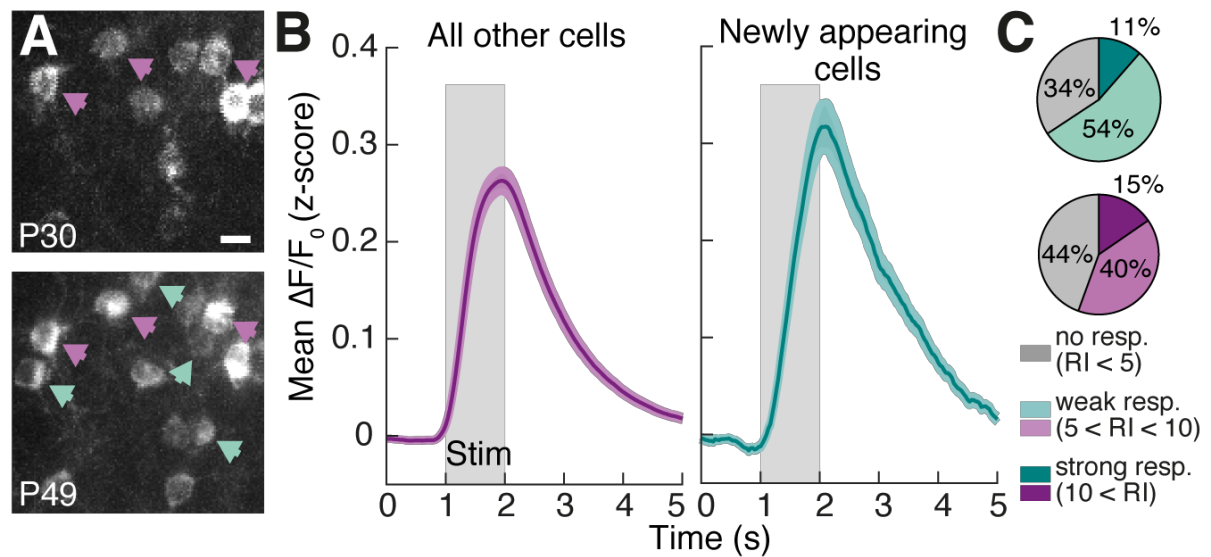 A
P30
P49
B
All other cells
Newly appearing
cells
Mean ΔF/F₀ (z-score)
0.4
0.3
0.2
0.1
0
Stim
0 1 2 3 4 5
0 1 2 3 4 5
Time (s)
C
11%
34%
54%
15%
44%
40%
no resp.
(RI < 5)
weak resp.
(5 < RI < 10)
strong resp.
(10 < RI)